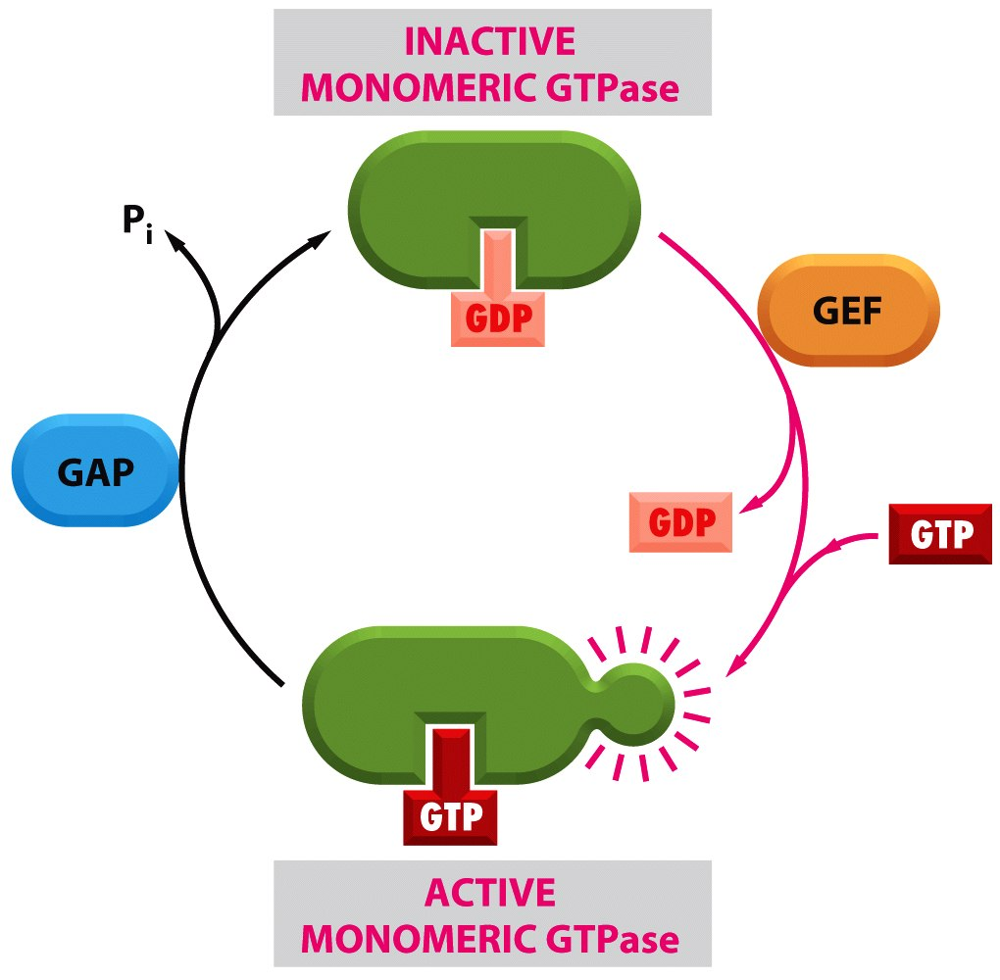 INACTIVE
MONOMERIC GTPase
Pi
GDP
GEF
GAP
GDP
GTP
GTP
ACTIVE
MONOMERIC GTPase